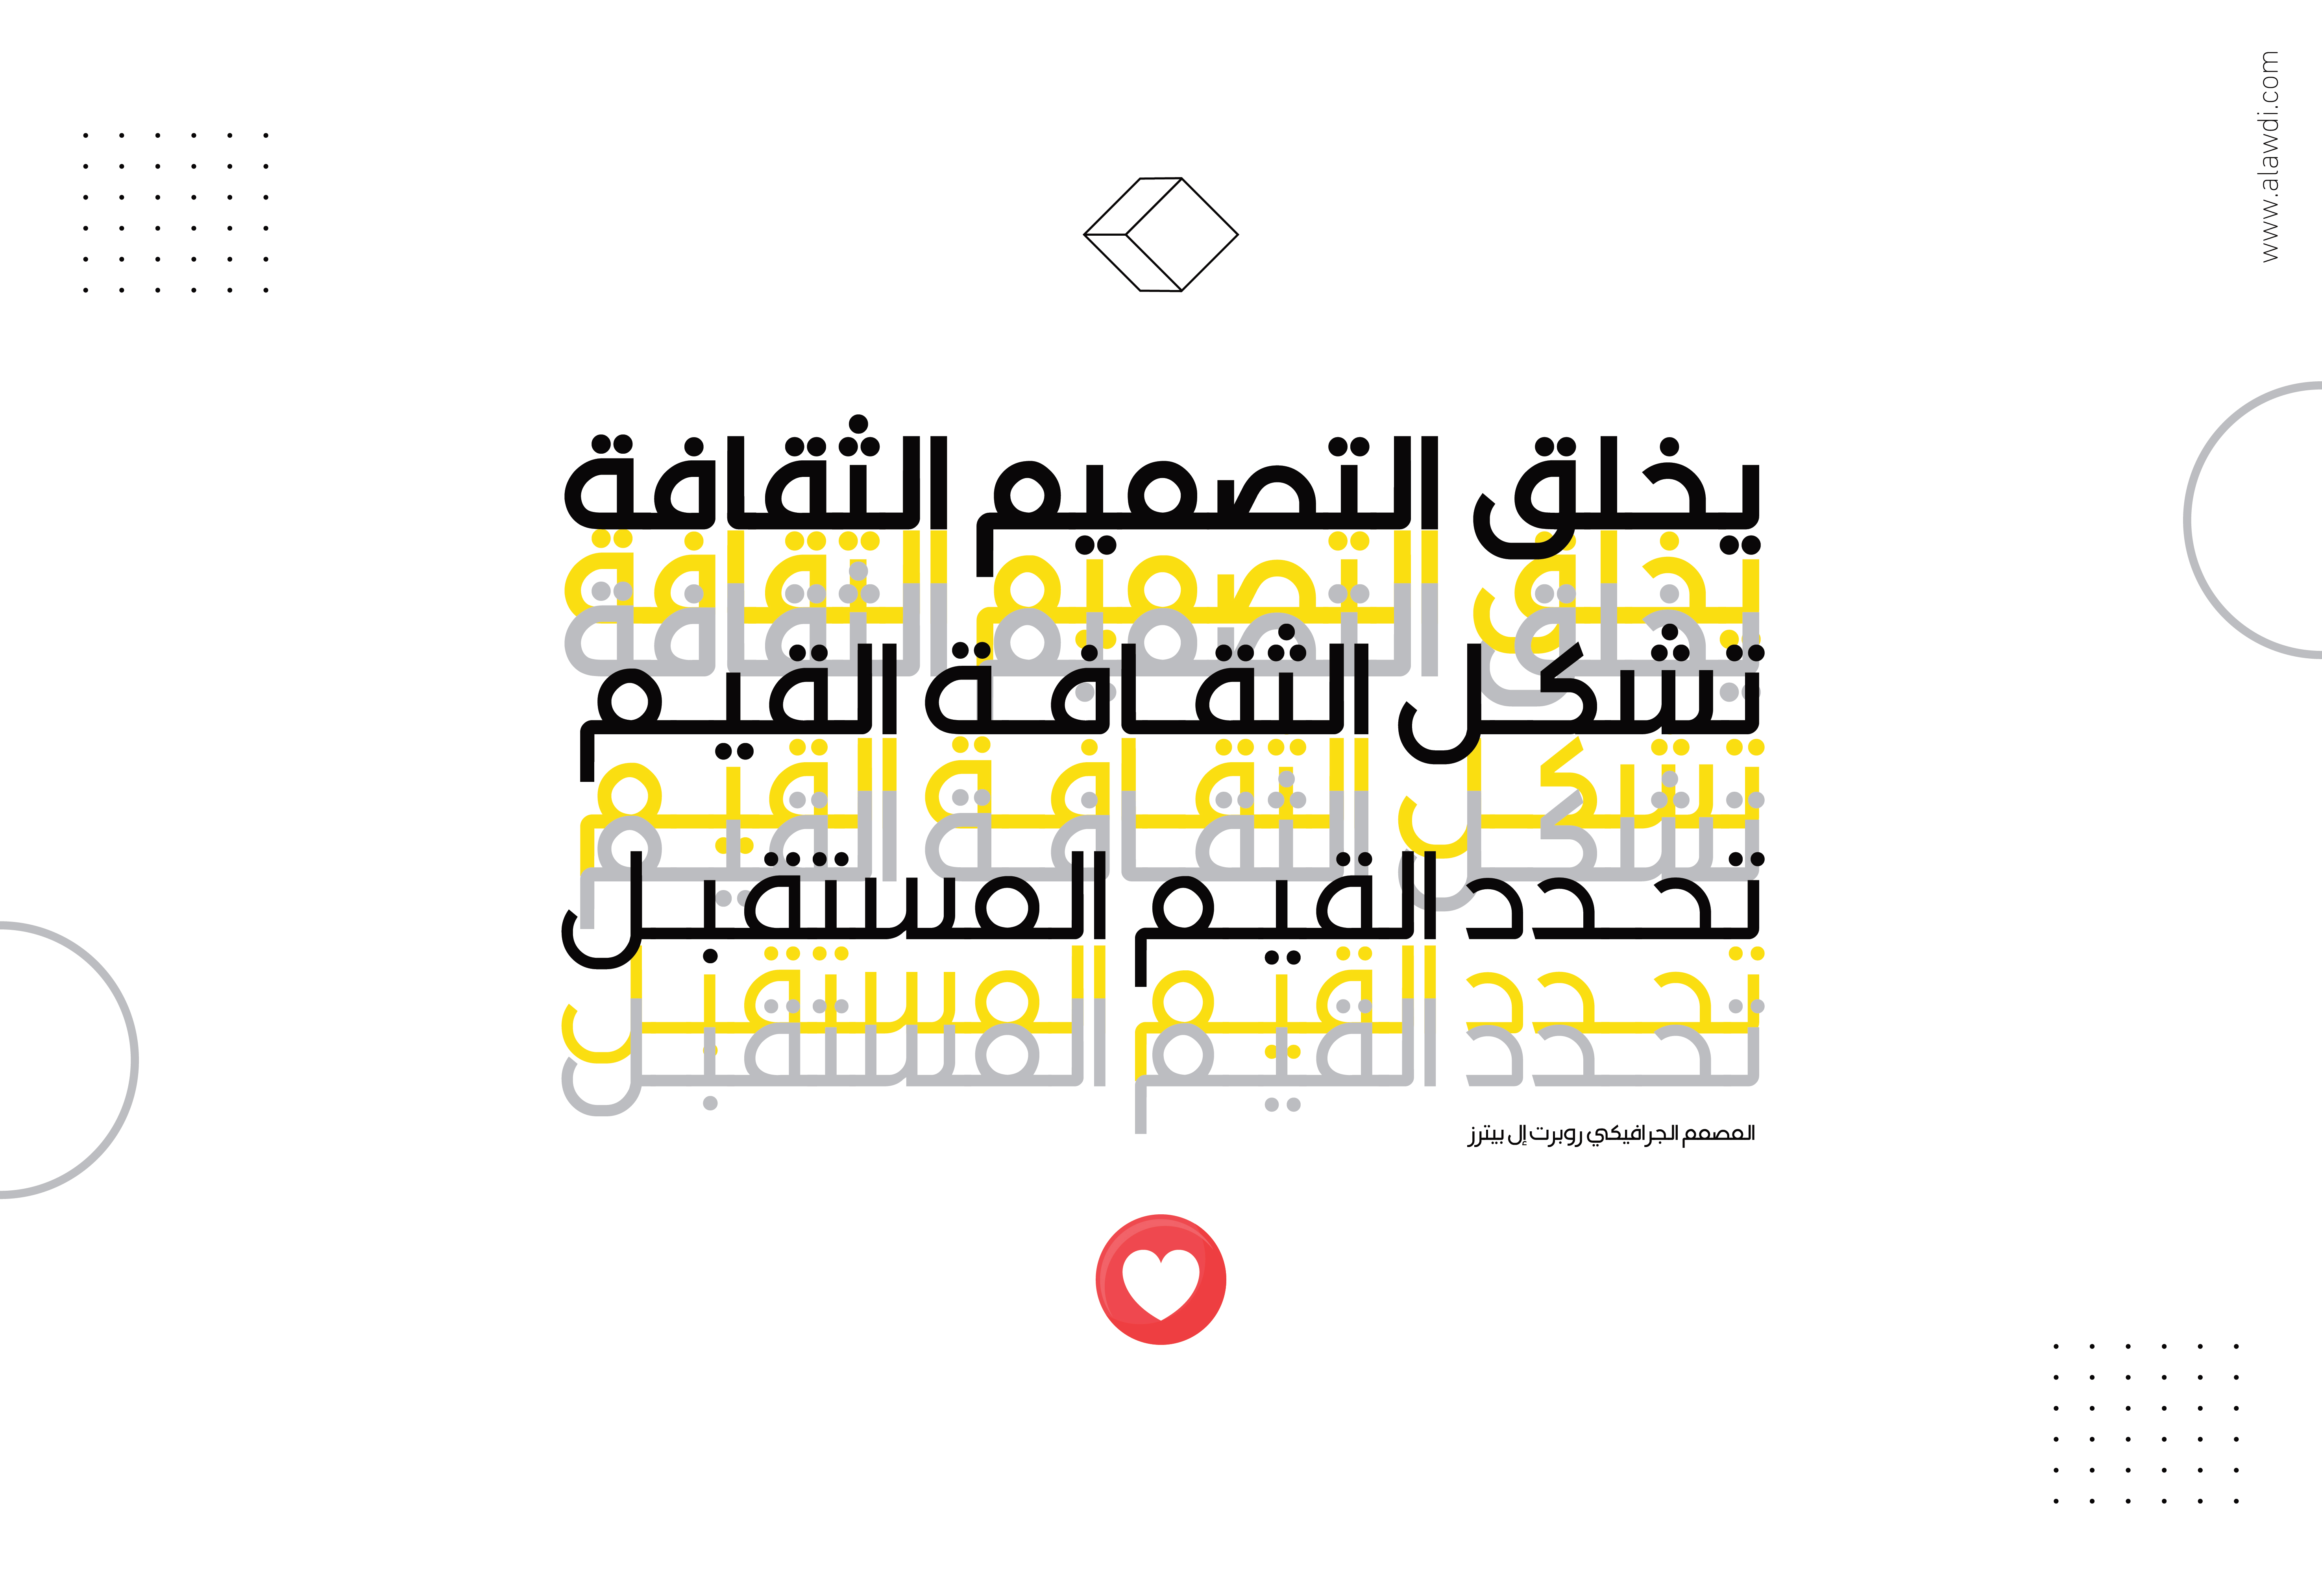 www.alawdi.com
يخلق التصميم الثقافة
تشكل الثقافة القيم
تحدد القيم المستقبل
المصمم الجرافيكي روبرت إل بيترز